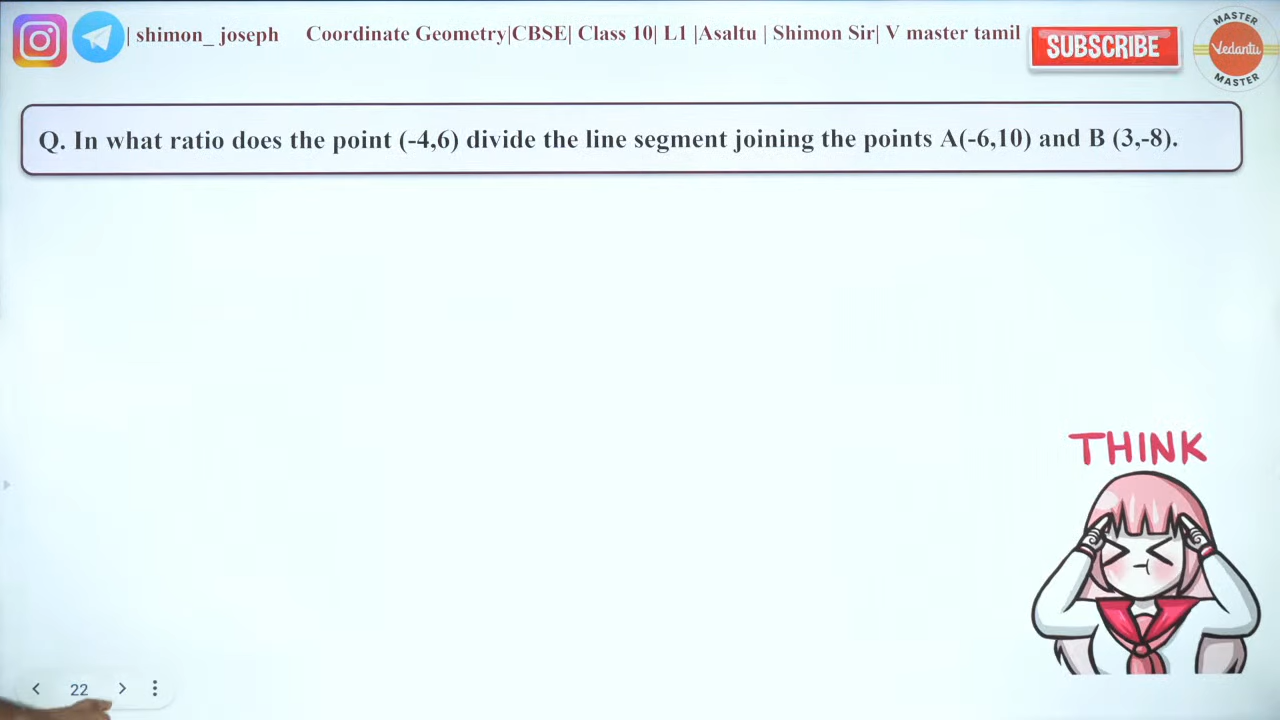 | shimon_ joseph Coordinate Geometry|CBSE| Class 10| L1 |Asaltu | Shimon Sir| V master tamil
SUBSCRIBE
MASTER
Vedantu
MASTER
Q. In what ratio does the point (-4,6) divide the line segment joining the points A(-6,10) and B (3,-8).
THINK
22